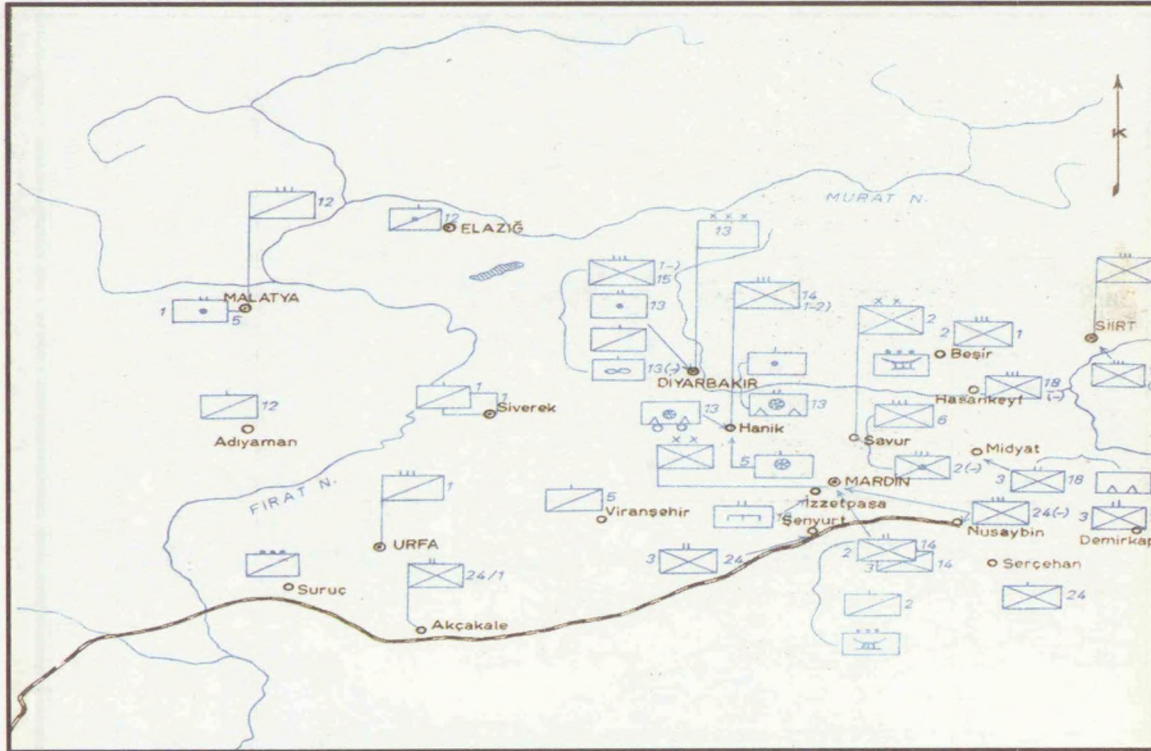 K
MURAT N.
12
12
ELAZIĞ
× × ×
13
1-)
15
13
14
1-2)
SİİRT
1
MALATYA
5
× ×
2
2
1
Beşir
13(-)
DİYARBAKIR
Hasankeyf
18
(-)
12
Adıyaman
1
1
Siverek
13
Hanik
13
6
Savur
5
2(-)
Midyat
3
18
× ×
FIRAT N.
1
5
Viranşehir
MARDİN
İzzetpaşa
24(-)
3
Demirkap
Şenyurt
Nusaybin
URFA
24/1
3
24
2
14
3
14
Serçehan
Suruç
Akçakale
2
24